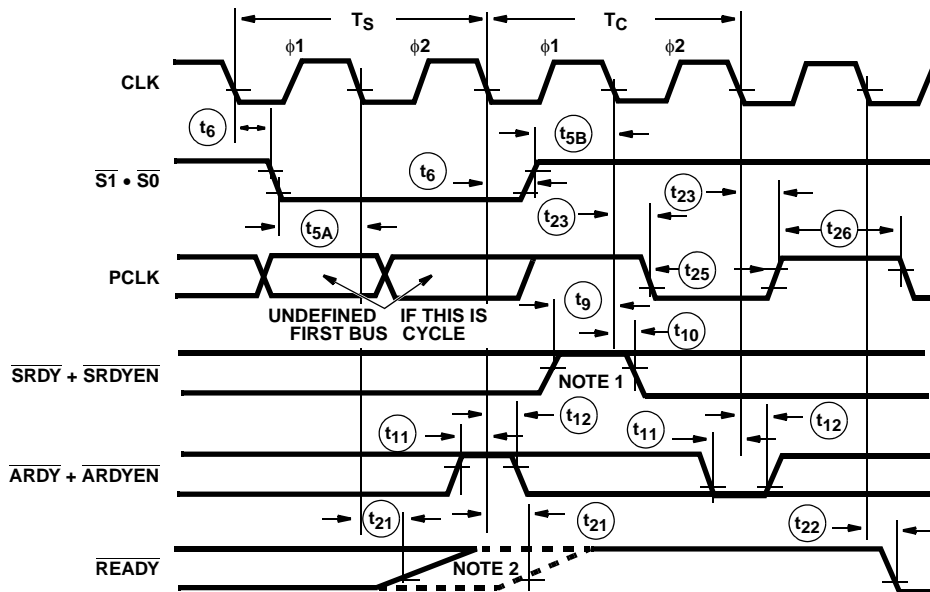 TS TC
ϕ1 ϕ2 ϕ1 ϕ2
CLK
t6 t5B
S1 • S0
t6 t23
t5A t23 t26
PCLK
t25
UNDEFINED IF THIS IS
FIRST BUS CYCLE
t9
t10
SRDY + SRDYEN
NOTE 1
t11 t12 t11 t12
ARDY + ARDYEN
t21 t21 t22
READY
NOTE 2